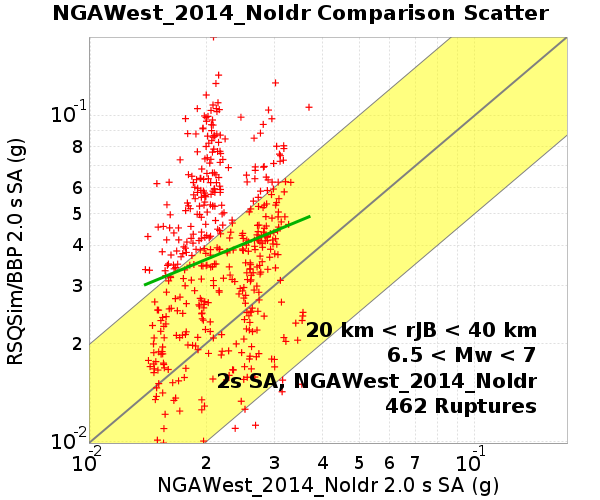 NGAWest_2014_NoIdr Comparison Scatter
RSQSim/BBP 2.0 s SA (g)
10-1
8
6
5
4
3
2
10-2
20 km < rJB < 40 km
6.5 < Mw < 7
2s SA, NGAWest_2014_NoIdr
462 Ruptures
10-2 2 3 4 5 6 7 10-1
NGAWest_2014_NoIdr 2.0 s SA (g)